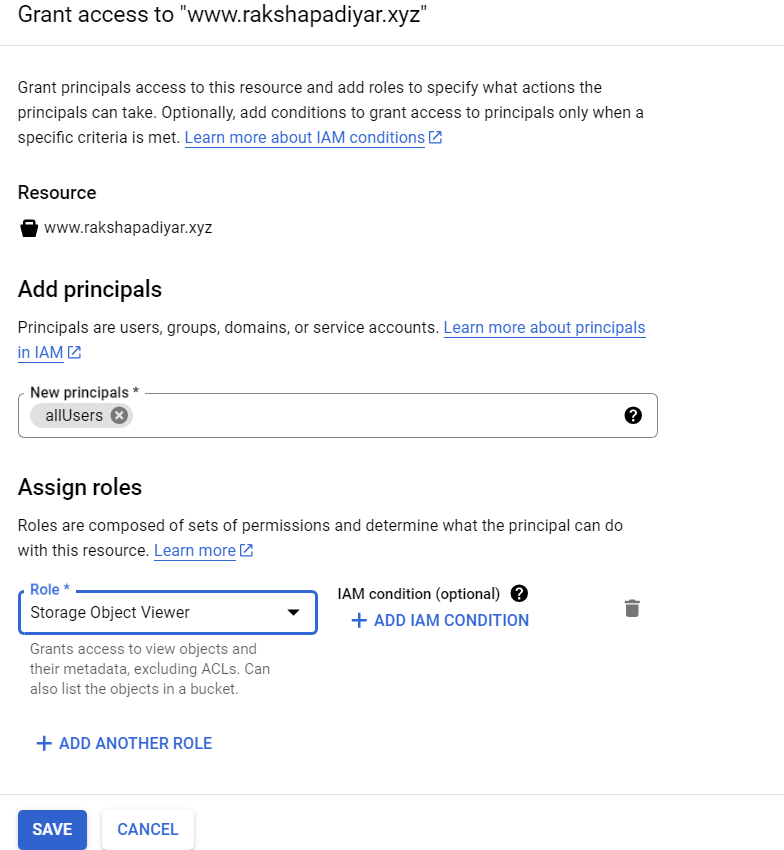 Grant access to "www.rakshapadiyar.xyz"
Grant principals access to this resource and add roles to specify what actions the
principals can take. Optionally, add conditions to grant access to principals only when a
specific criteria is met. Learn more about IAM conditions
Resource
www.rakshapadiyar.xyz
Add principals
Principals are users, groups, domains, or service accounts. Learn more about principals
in IAM
New principals *
allUsers
Assign roles
Roles are composed of sets of permissions and determine what the principal can do
with this resource. Learn more
Role *
Storage Object Viewer
Grants access to view objects and
their metadata, excluding ACLs. Can
also list the objects in a bucket.
IAM condition (optional)
ADD IAM CONDITION
ADD ANOTHER ROLE
SAVE CANCEL